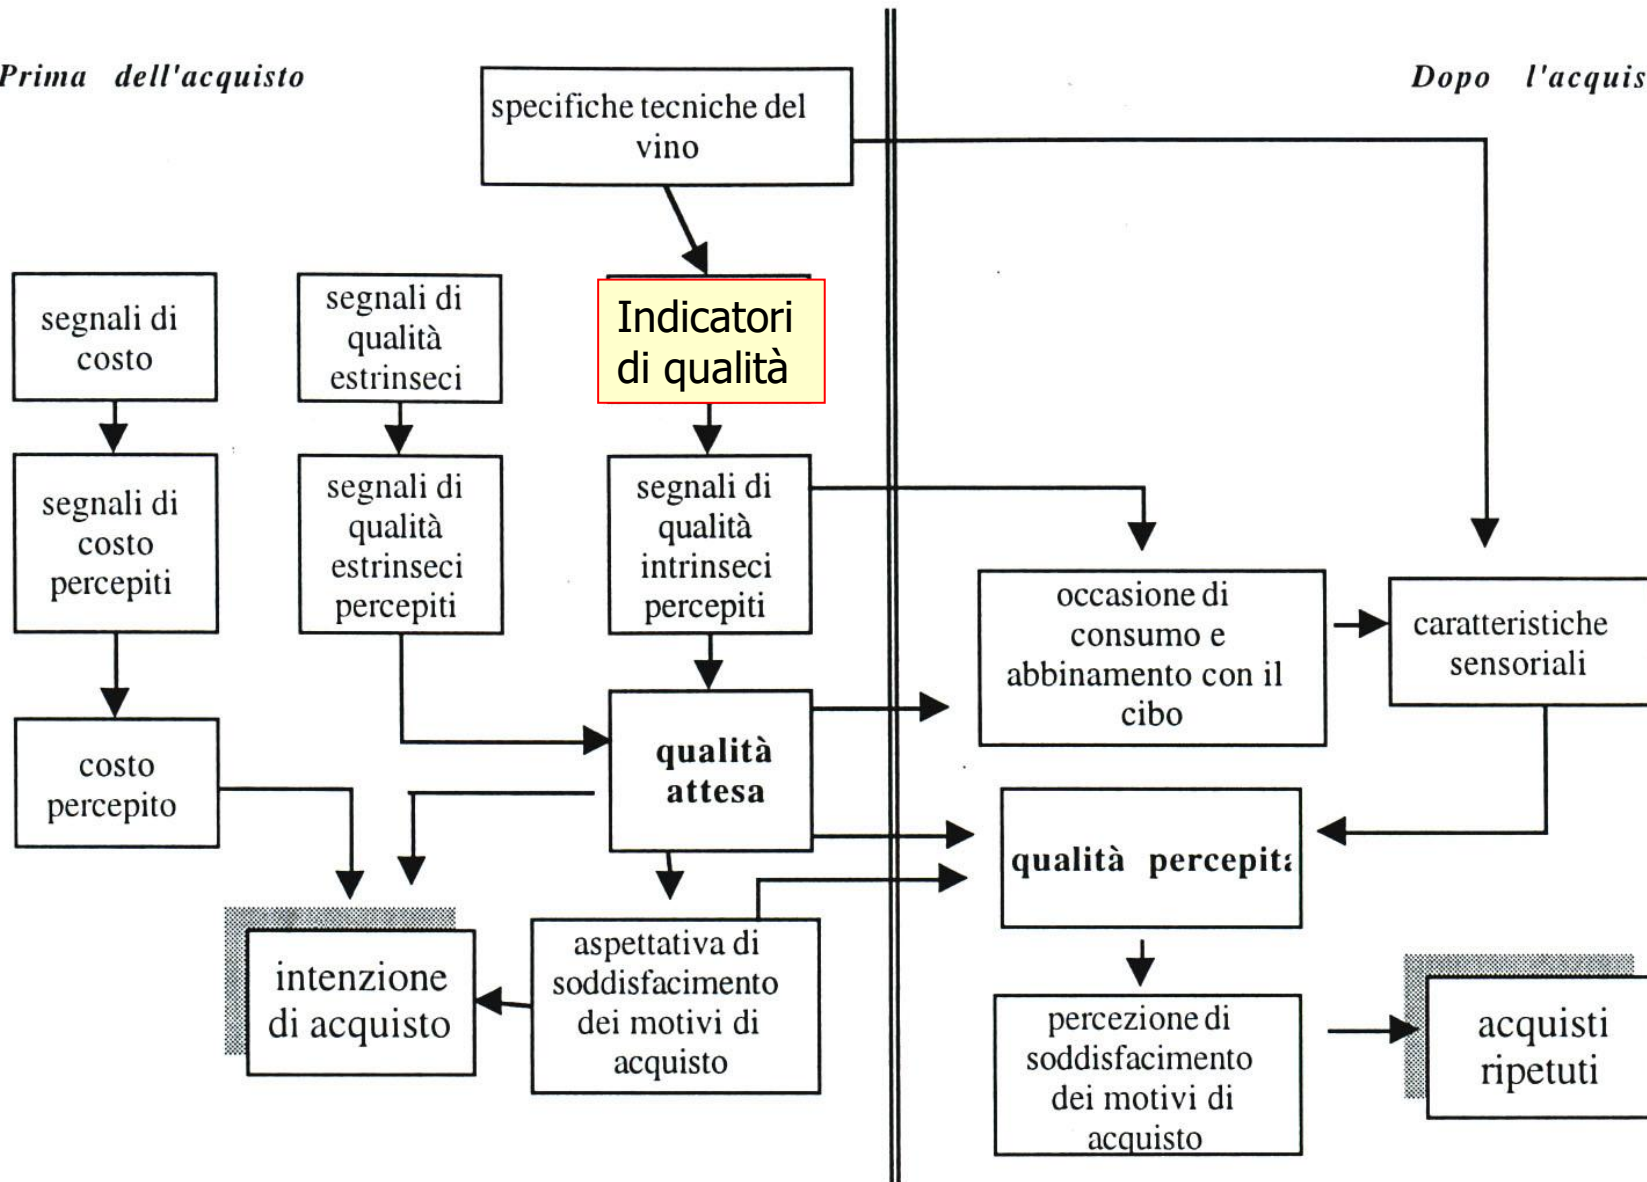 Prima dell'acquisto
Dopo l'acquis
specifiche tecniche del
vino
segnali di
costo
segnali di
qualità
estrinseci
Indicatori
di qualità
segnali di
costo
percepiti
segnali di
qualità
estrinseci
percepiti
segnali di
qualità
intrinseci
percepiti
occasione di
consumo e
abbinamento con il
cibo
caratteristiche
sensoriali
costo
percepito
qualità
attesa
qualità percepita
intenzione
di acquisto
aspettativa di
soddisfacimento
dei motivi di
acquisto
percezione di
soddisfacimento
dei motivi di
acquisto
acquisti
ripetuti